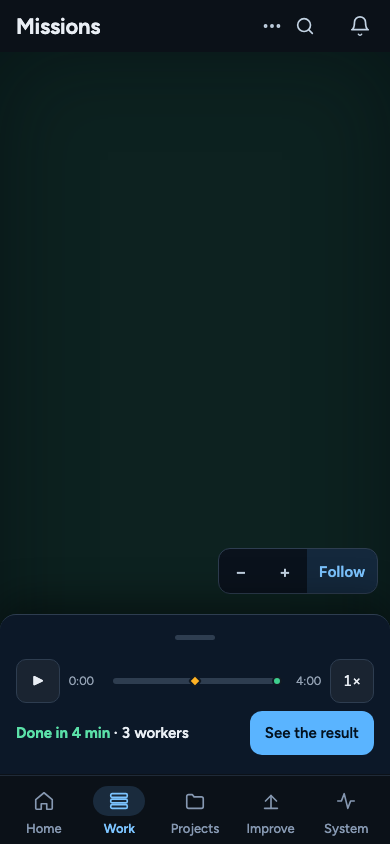 Missions
− + Follow
0:00 4:00 1×
Done in 4 min · 3 workers See the result
Home Work Projects Improve System